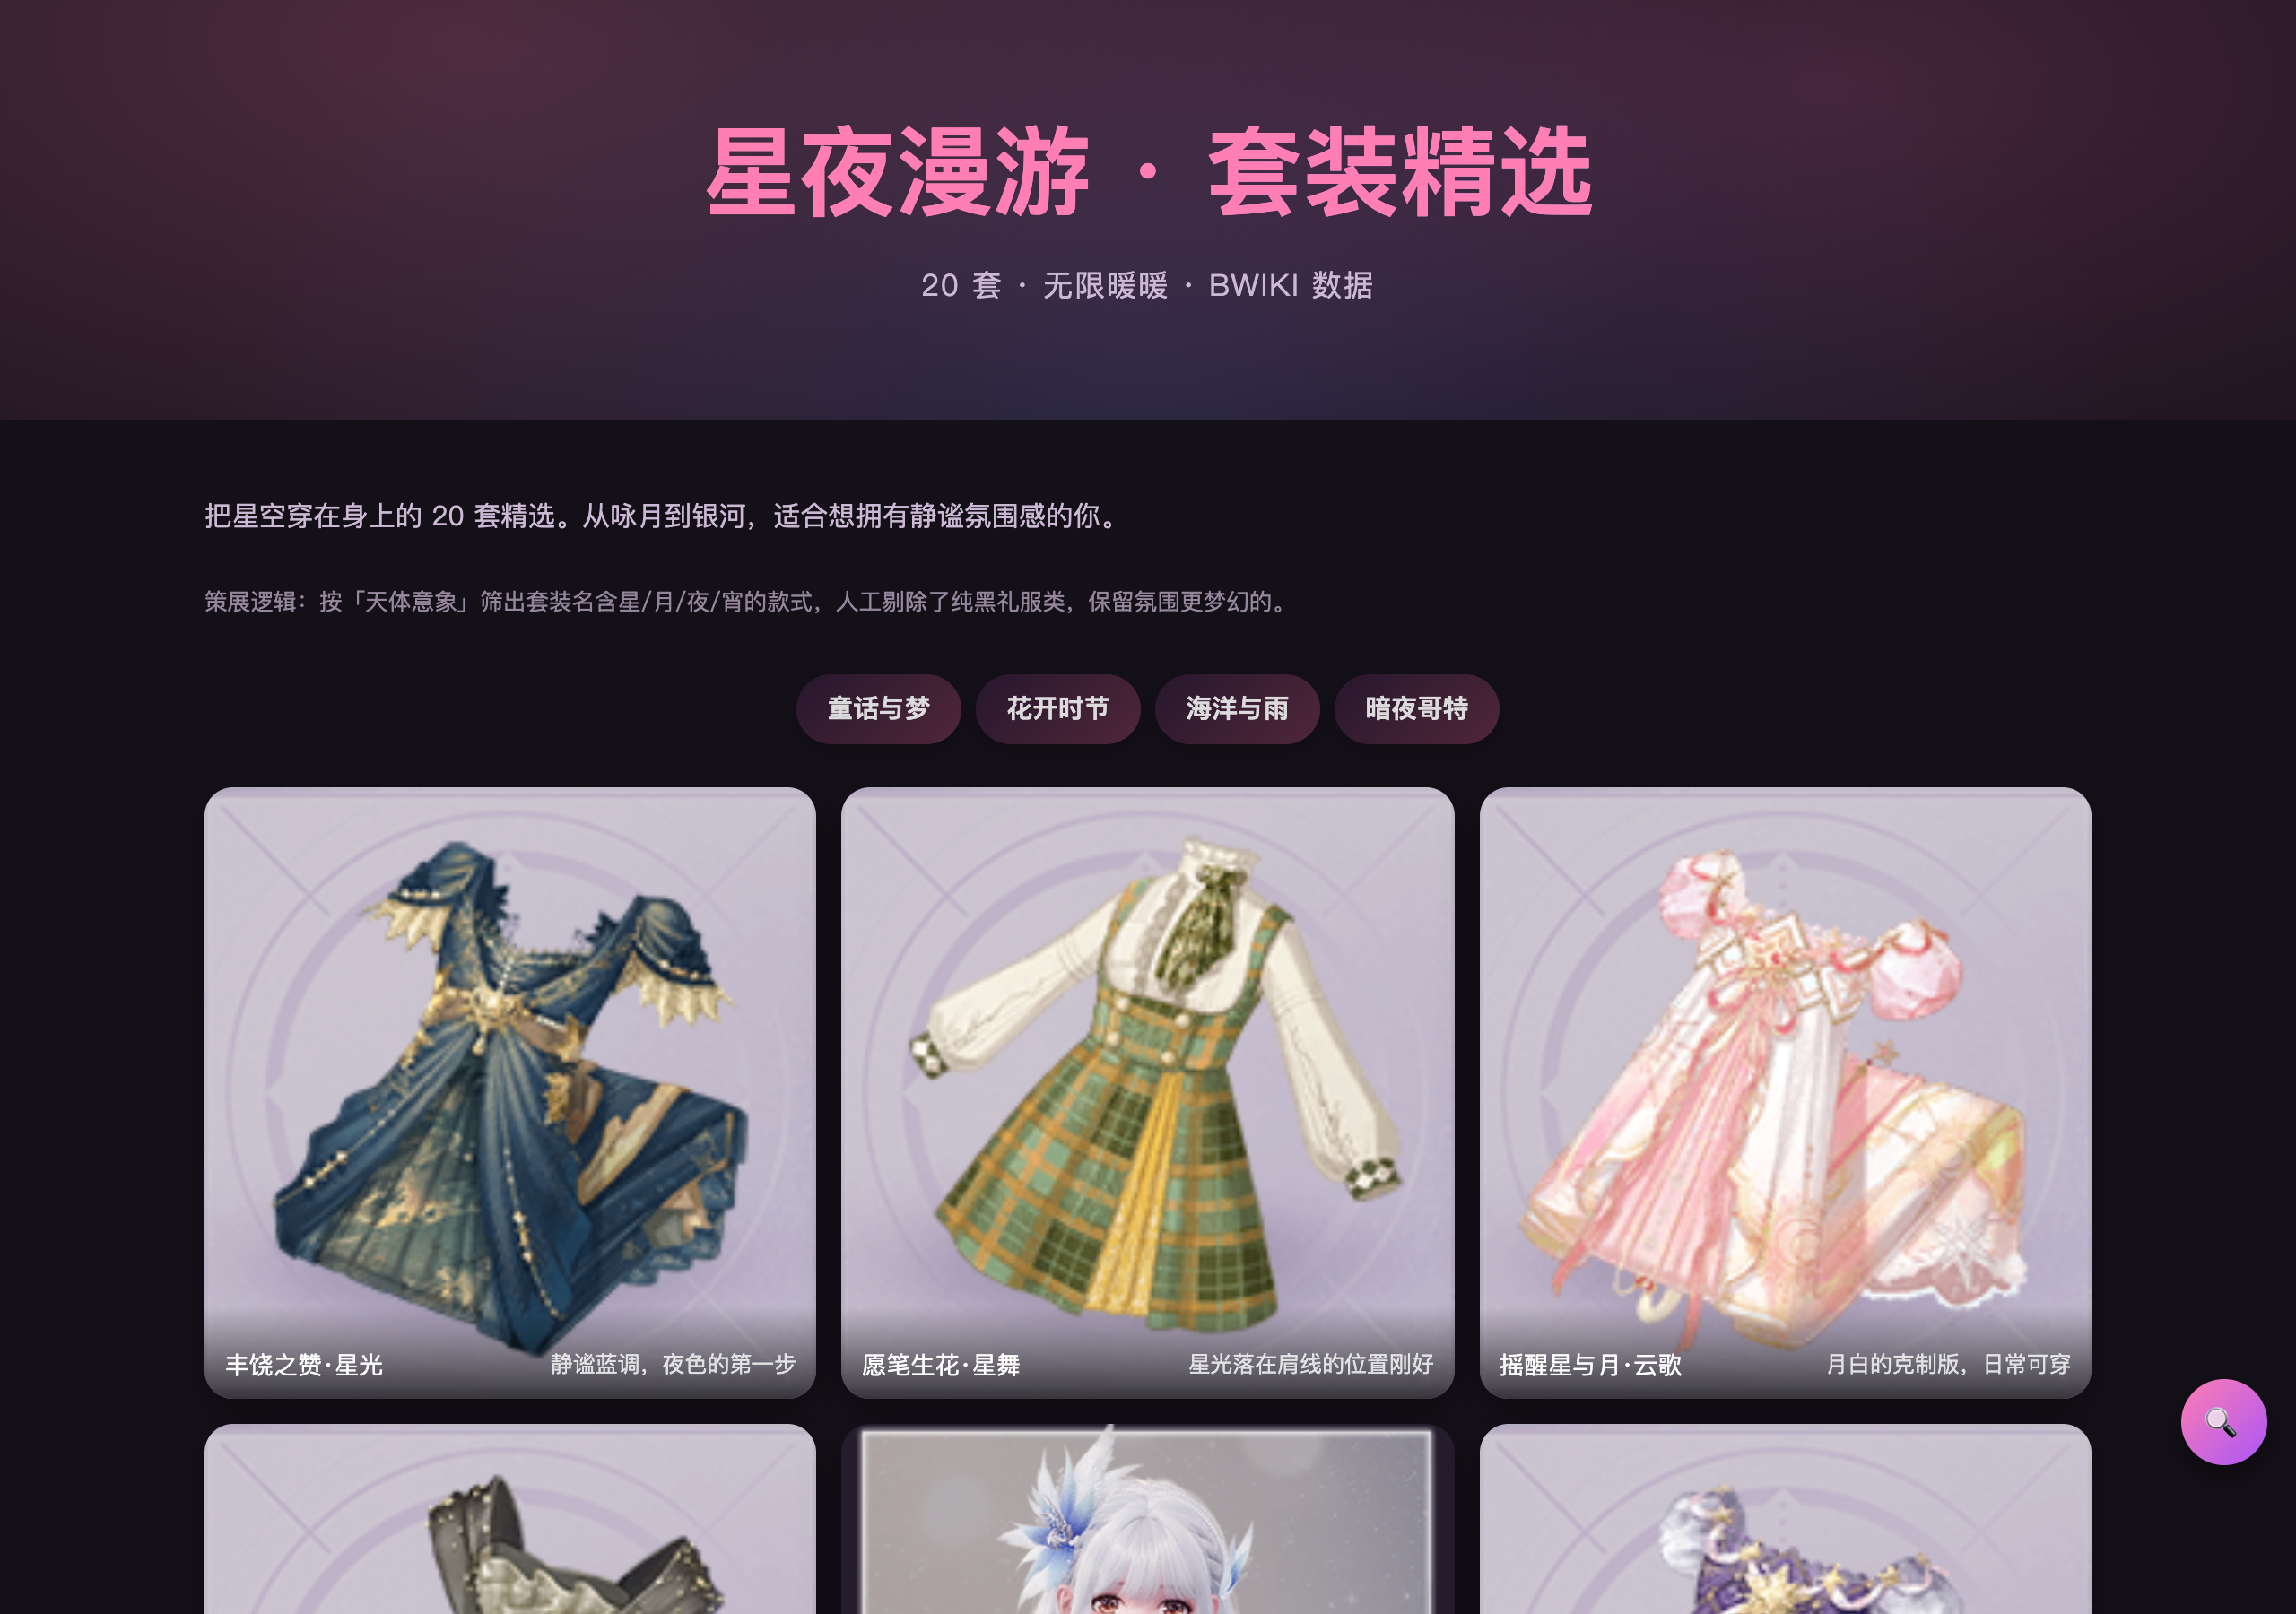 星夜漫游 · 套装精选
20 套 · 无限暖暖 · BWIKI 数据
把星空穿在身上的 20 套精选。从咏月到银河，适合想拥有静谧氛围感的你。
策展逻辑：按「天体意象」筛出套装名含星/月/夜/宵的款式，人工剔除了纯黑礼服类，保留氛围更梦幻的。
童话与梦
花开时节
海洋与雨
暗夜哥特
丰饶之赞·星光
静谧蓝调，夜色的第一步
愿笔生花·星舞
星光落在肩线的位置刚好
摇醒星与月·云歌
月白的克制版，日常可穿